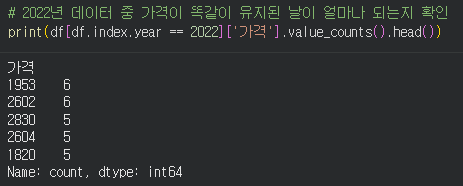 # 2022년 데이터 중 가격이 똑같이 유지된 날이 얼마나 되는지 확인
print(df[df.index.year == 2022]['가격'].value_counts().head())
가격
1953    6
2602    6
2830    5
2604    5
1820    5
Name: count, dtype: int64